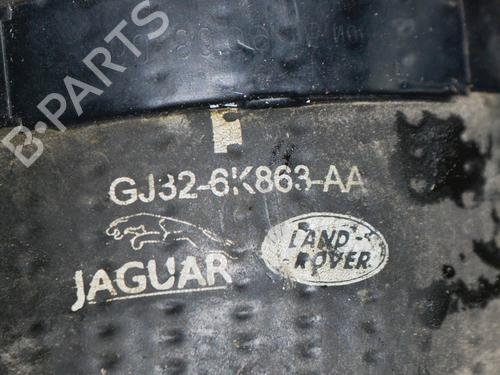 B-PARTS
GJ32-6K863-AA
JAGUAR
LAND-
-ROVER